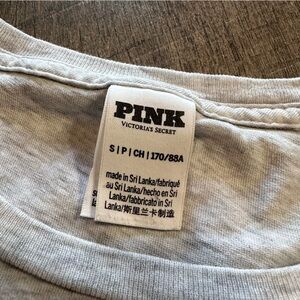 PINK
VICTORIA'S SECRET
S | P | CH | 170/88A
made in Sri Lanka/fabriqué
au Sri Lanka/hecho en Sri
Lanka/fabbricato in Sri
Lanka/斯里兰卡制造